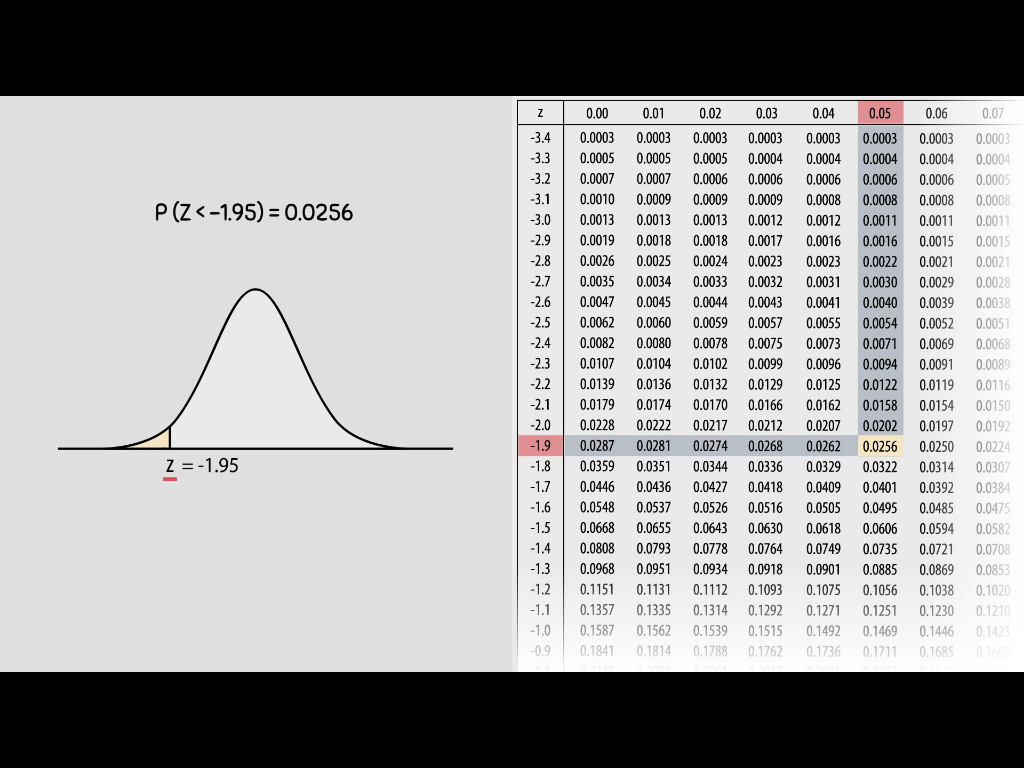 P (Z < -1.95) = 0.0256
z = -1.95
z 0.00 0.01 0.02 0.03 0.04 0.05 0.06 0.07
-3.4 0.0003 0.0003 0.0003 0.0003 0.0003 0.0003 0.0003 0.0003
-3.3 0.0005 0.0005 0.0005 0.0004 0.0004 0.0004 0.0004 0.0004
-3.2 0.0007 0.0007 0.0006 0.0006 0.0006 0.0006 0.0006 0.0005
-3.1 0.0010 0.0009 0.0009 0.0009 0.0008 0.0008 0.0008 0.0008
-3.0 0.0013 0.0013 0.0013 0.0012 0.0012 0.0011 0.0011 0.0011
-2.9 0.0019 0.0018 0.0018 0.0017 0.0016 0.0016 0.0015 0.0015
-2.8 0.0026 0.0025 0.0024 0.0023 0.0023 0.0022 0.0021 0.0021
-2.7 0.0035 0.0034 0.0033 0.0032 0.0031 0.0030 0.0029 0.0028
-2.6 0.0047 0.0045 0.0044 0.0043 0.0041 0.0040 0.0039 0.0038
-2.5 0.0062 0.0060 0.0059 0.0057 0.0055 0.0054 0.0052 0.0051
-2.4 0.0082 0.0080 0.0078 0.0075 0.0073 0.0071 0.0069 0.0068
-2.3 0.0107 0.0104 0.0102 0.0099 0.0096 0.0094 0.0091 0.0089
-2.2 0.0139 0.0136 0.0132 0.0129 0.0125 0.0122 0.0119 0.0116
-2.1 0.0179 0.0174 0.0170 0.0166 0.0162 0.0158 0.0154 0.0150
-2.0 0.0228 0.0222 0.0217 0.0212 0.0207 0.0202 0.0197 0.0192
-1.9 0.0287 0.0281 0.0274 0.0268 0.0262 0.0256 0.0250 0.0224
-1.8 0.0359 0.0351 0.0344 0.0336 0.0329 0.0322 0.0314 0.0307
-1.7 0.0446 0.0436 0.0427 0.0418 0.0409 0.0401 0.0392 0.0384
-1.6 0.0548 0.0537 0.0526 0.0516 0.0505 0.0495 0.0485 0.0475
-1.5 0.0668 0.0655 0.0643 0.0630 0.0618 0.0606 0.0594 0.0582
-1.4 0.0808 0.0793 0.0778 0.0764 0.0749 0.0735 0.0721 0.0708
-1.3 0.0968 0.0951 0.0934 0.0918 0.0901 0.0885 0.0869 0.0853
-1.2 0.1151 0.1131 0.1112 0.1093 0.1075 0.1056 0.1038 0.1020
-1.1 0.1357 0.1335 0.1314 0.1292 0.1271 0.1251 0.1230 0.1210
-1.0 0.1587 0.1562 0.1539 0.1515 0.1492 0.1469 0.1446 0.1423
-0.9 0.1841 0.1814 0.1788 0.1762 0.1736 0.1711 0.1685 0.1660